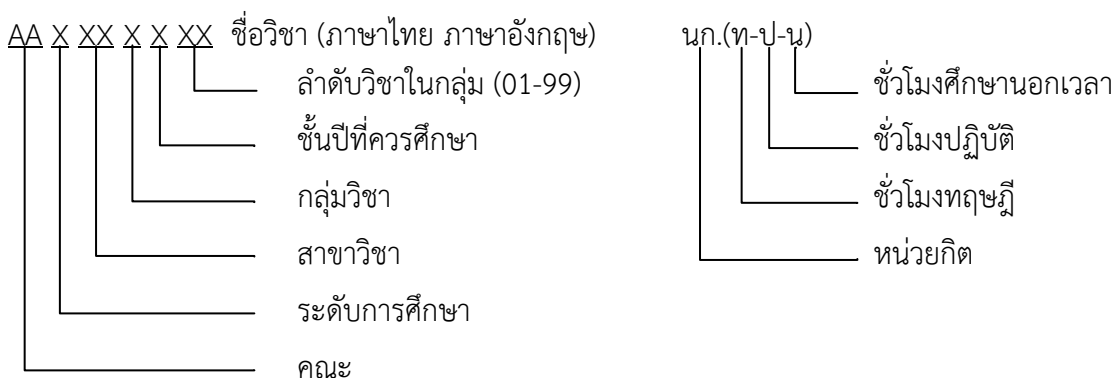 AA X XX X X XX ชื่อวิชา (ภาษาไทย ภาษาอังกฤษ) นก.(ท-ป-น)
ลำดับวิชาในกลุ่ม (01-99) ชั่วโมงศึกษานอกเวลา
ชั้นปีที่ควรศึกษา ชั่วโมงปฏิบัติ
กลุ่มวิชา ชั่วโมงทฤษฎี
สาขาวิชา หน่วยกิต
ระดับการศึกษา
คณะ